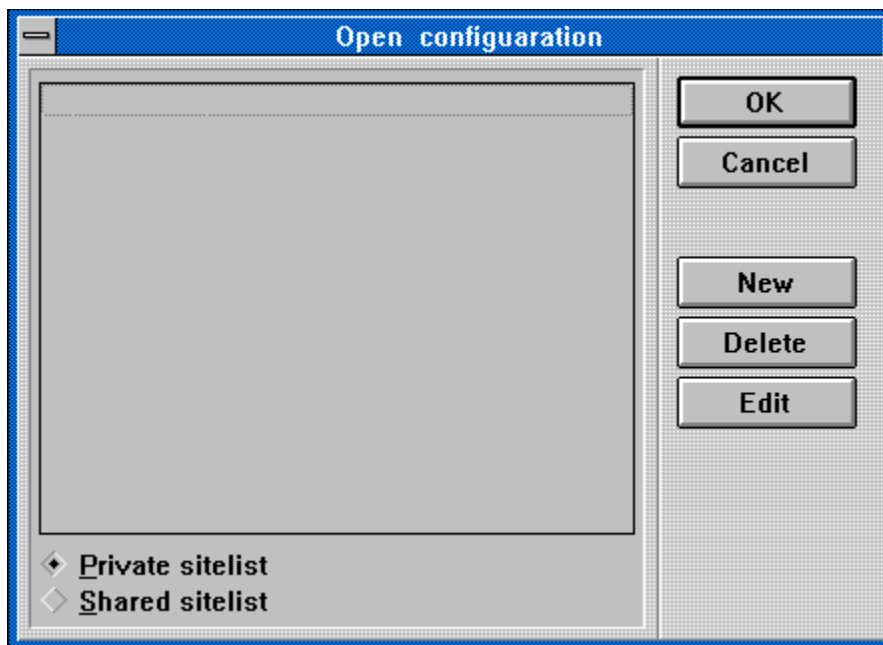 Open configuaration
OK
Cancel
New
Delete
Edit
Private sitelist
Shared sitelist